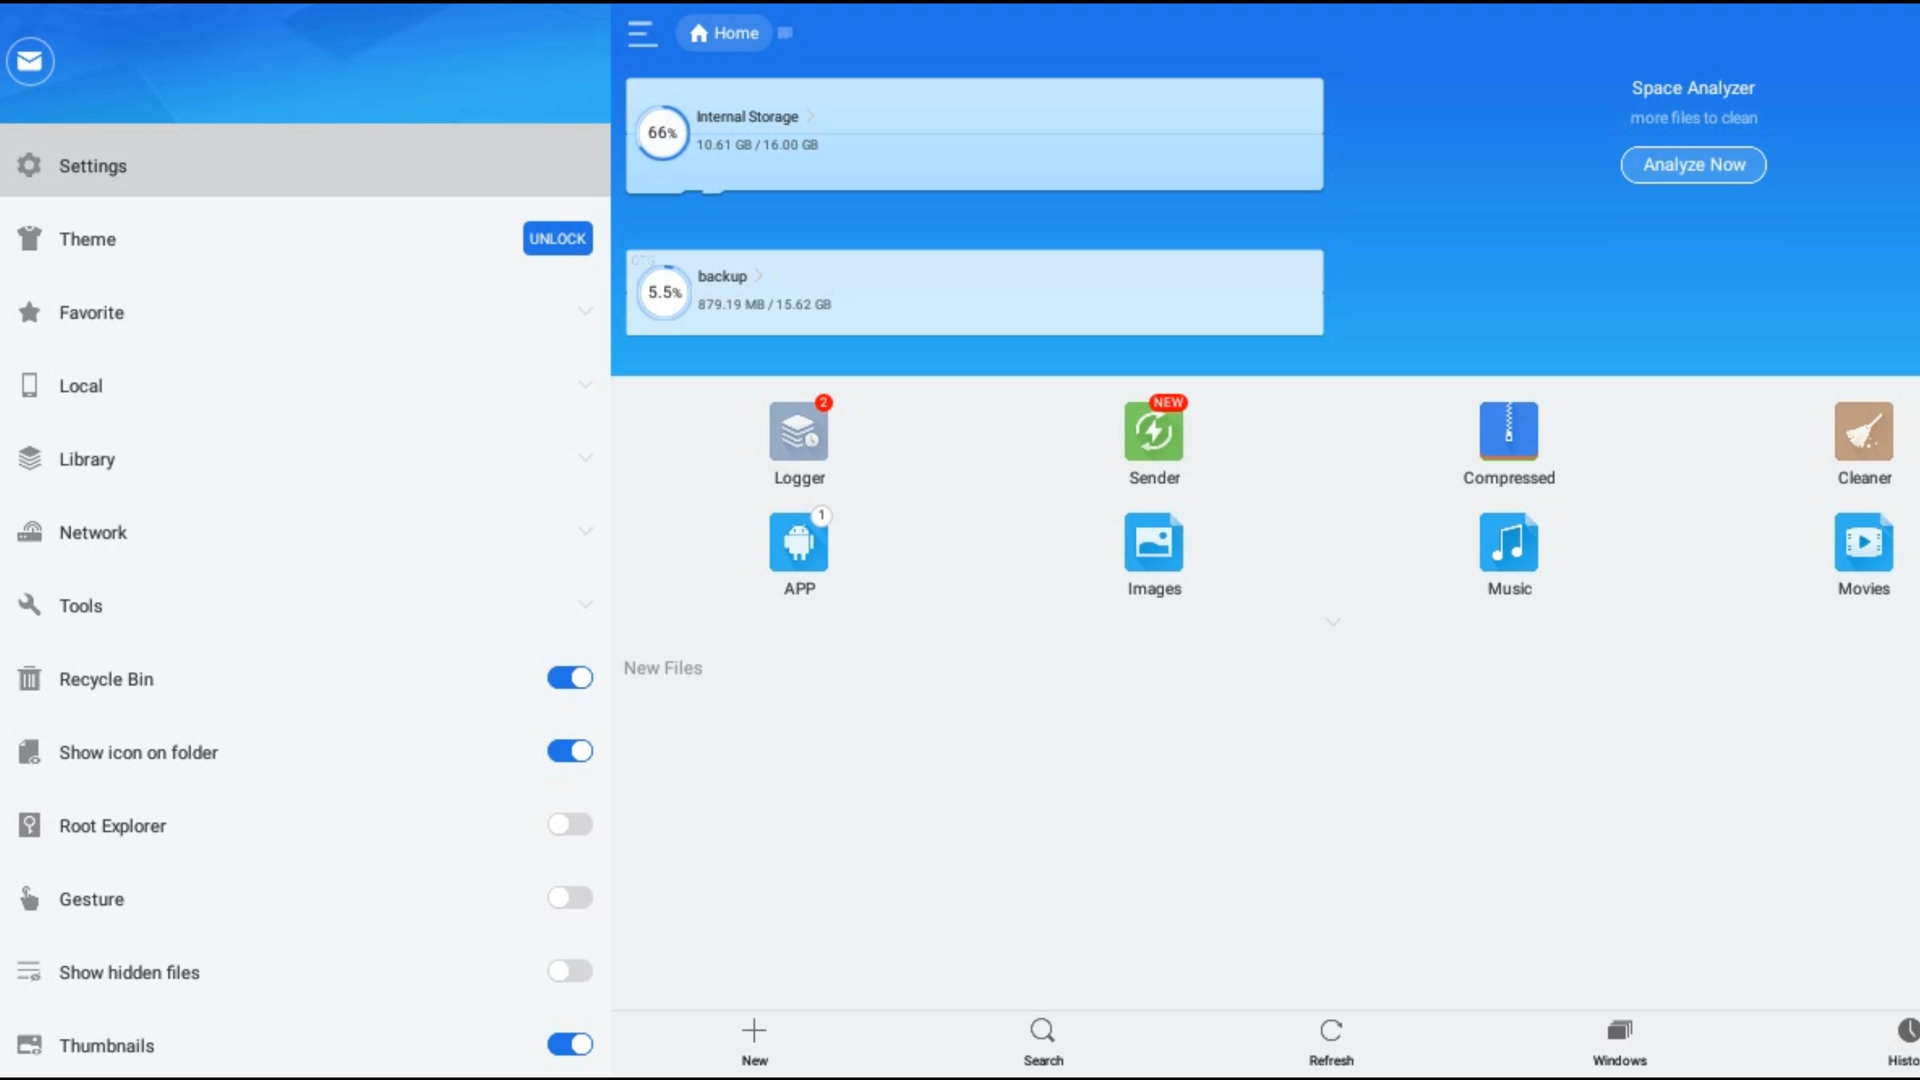 Settings
Theme
UNLOCK
Favorite
Local
Library
Network
Tools
Recycle Bin
Show icon on folder
Root Explorer
Gesture
Show hidden files
Thumbnails
Home
66%
Internal Storage
10.61 GB / 16.00 GB
Space Analyzer
more files to clean
Analyze Now
OTG
5.5%
backup
879.19 MB / 15.62 GB
2
Logger
NEW
Sender
Compressed
Cleaner
1
APP
Images
Music
Movies
New Files
New
Search
Refresh
Windows
Histo